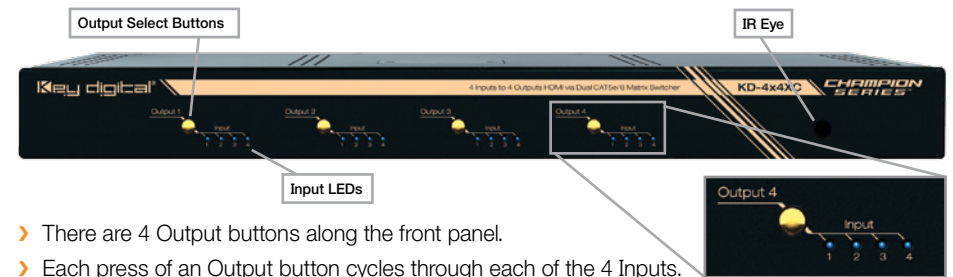 Output Select Buttons
IR Eye
Key digital®
4 Inputs to 4 Outputs HDMI via Dual CAT5e/6 Matrix Switcher
KD-4x4XC
CHAMPION
SERIES
Output 1
Output 2
Output 3
Output 4
Input
Input
Input
Input
1 2 3 4
1 2 3 4
1 2 3 4
1 2 3 4
Input LEDs
Output 4
Input
1 2 3 4
› There are 4 Output buttons along the front panel.
› Each press of an Output button cycles through each of the 4 Inputs.